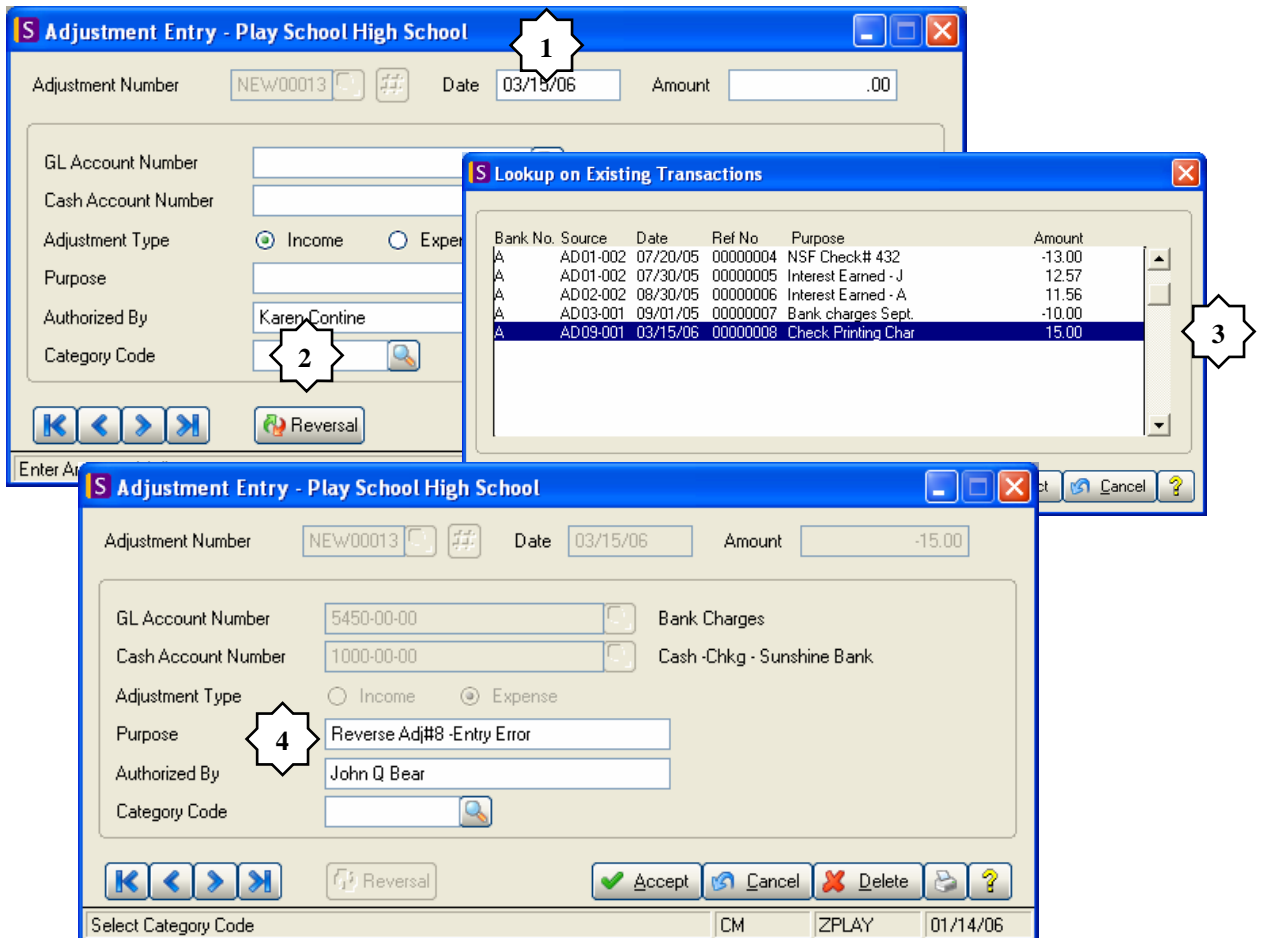 S Adjustment Entry - Play School High School
1
Adjustment Number NEW00013 Date 03/15/06 Amount .00
GL Account Number
Cash Account Number
Adjustment Type Income Exper
Purpose
Authorized By Karen Contine
Category Code
2
Reversal
Enter Ar
S Lookup on Existing Transactions
Bank No. Source Date Ref No Purpose Amount
A AD01-002 07/20/05 00000004 NSF Check# 432 -13.00
A AD01-002 07/30/05 00000005 Interest Earned - J 12.57
A AD02-002 08/30/05 00000006 Interest Earned - A 11.56
A AD03-001 09/01/05 00000007 Bank charges Sept. -10.00
A AD09-001 03/15/06 00000008 Check Printing Char 15.00
3
ct Cancel ?
S Adjustment Entry - Play School High School
Adjustment Number NEW00013 Date 03/15/06 Amount -15.00
GL Account Number 5450-00-00 Bank Charges
Cash Account Number 1000-00-00 Cash -Chkg - Sunshine Bank
Adjustment Type Income Expense
Purpose Reverse Adj#8 -Entry Error
4
Authorized By John Q Bear
Category Code
Reversal Accept Cancel Delete ?
Select Category Code CM ZPLAY 01/14/06